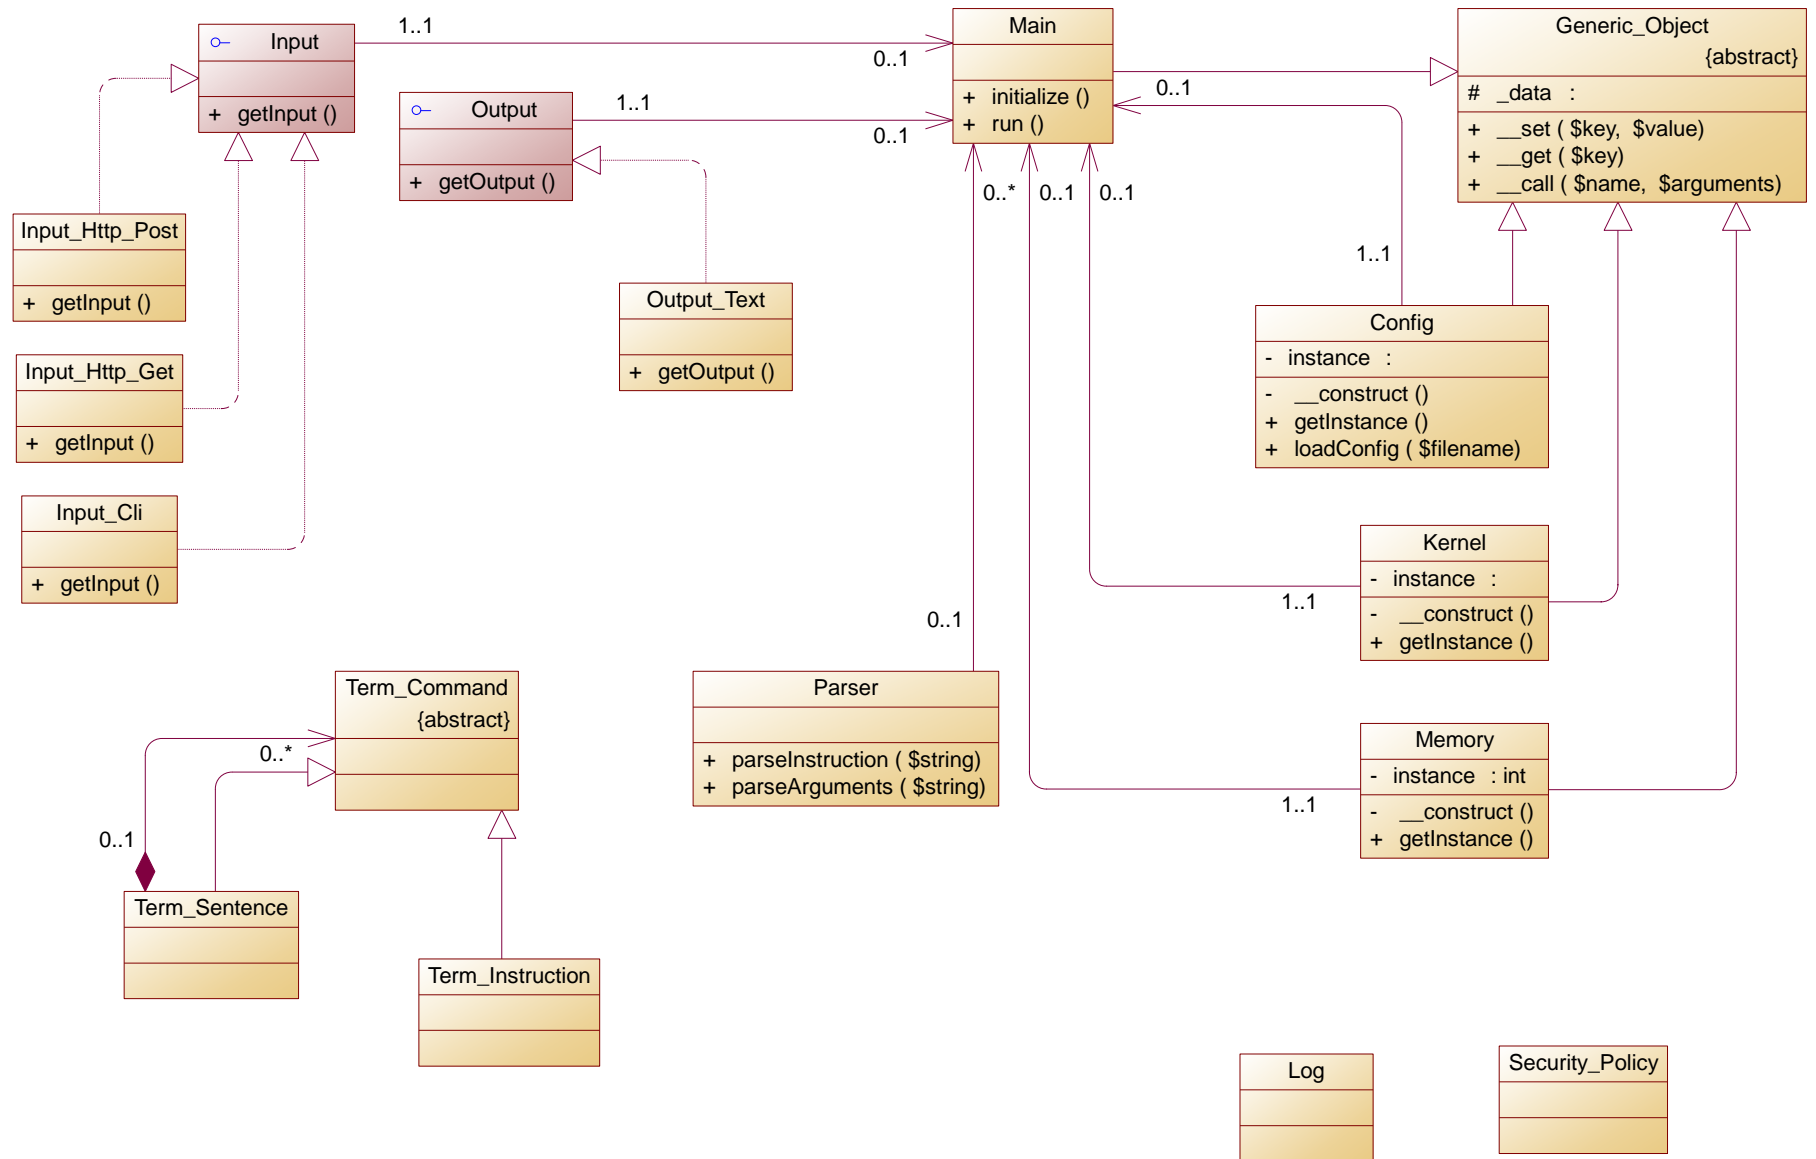 Input
+ getInput ()
1..1
0..1
Output
+ getOutput ()
1..1
0..1
Main
+ initialize ()
+ run ()
0..1
0..*
0..1
0..1
Generic_Object
{abstract}
# _data :
+ __set ( $key, $value)
+ __get ( $key)
+ __call ( $name, $arguments)
Input_Http_Post
+ getInput ()
Input_Http_Get
+ getInput ()
Input_Cli
+ getInput ()
Output_Text
+ getOutput ()
1..1
Config
- instance :
- __construct ()
+ getInstance ()
+ loadConfig ( $filename)
Kernel
- instance :
- __construct ()
+ getInstance ()
1..1
0..1
Parser
+ parseInstruction ( $string)
+ parseArguments ( $string)
Memory
- instance : int
- __construct ()
+ getInstance ()
1..1
Term_Command
{abstract}
0..*
0..1
Term_Sentence
Term_Instruction
Log
Security_Policy